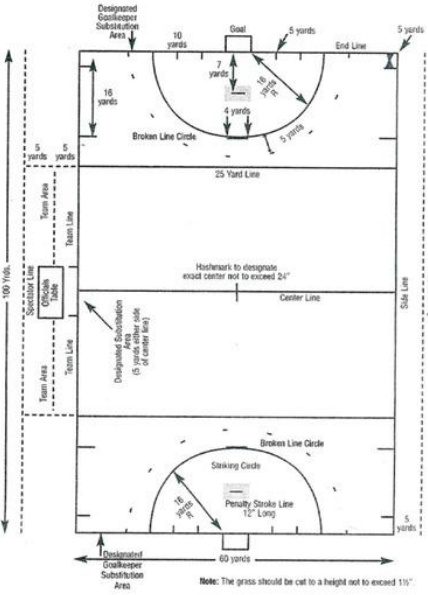 Designated
Goalkeeper
Substitution
Area
10
yards
Goal
5 yards
5 yards
End Line
7
yards
16
yards
R
16
yards
4 yards
5 yards
Broken Line Circle
5
yards
5
yards
25 Yard Line
Team Area
Team Line
100 Yrds.
Spectator Line
Officials
Table
Hashmark to designate
exact center not to exceed 24"
Center Line
Side Line
Designated Substitution
Area
(5 yards either side
of center line)
Team Area
Team Line
Broken Line Circle
Striking Circle
16
yards
R
Penalty Stroke Line
12" Long
5
yards
Designated
Goalkeeper
Substitution
Area
60 yards
Note: The grass should be cut to a height not to exceed 1½".